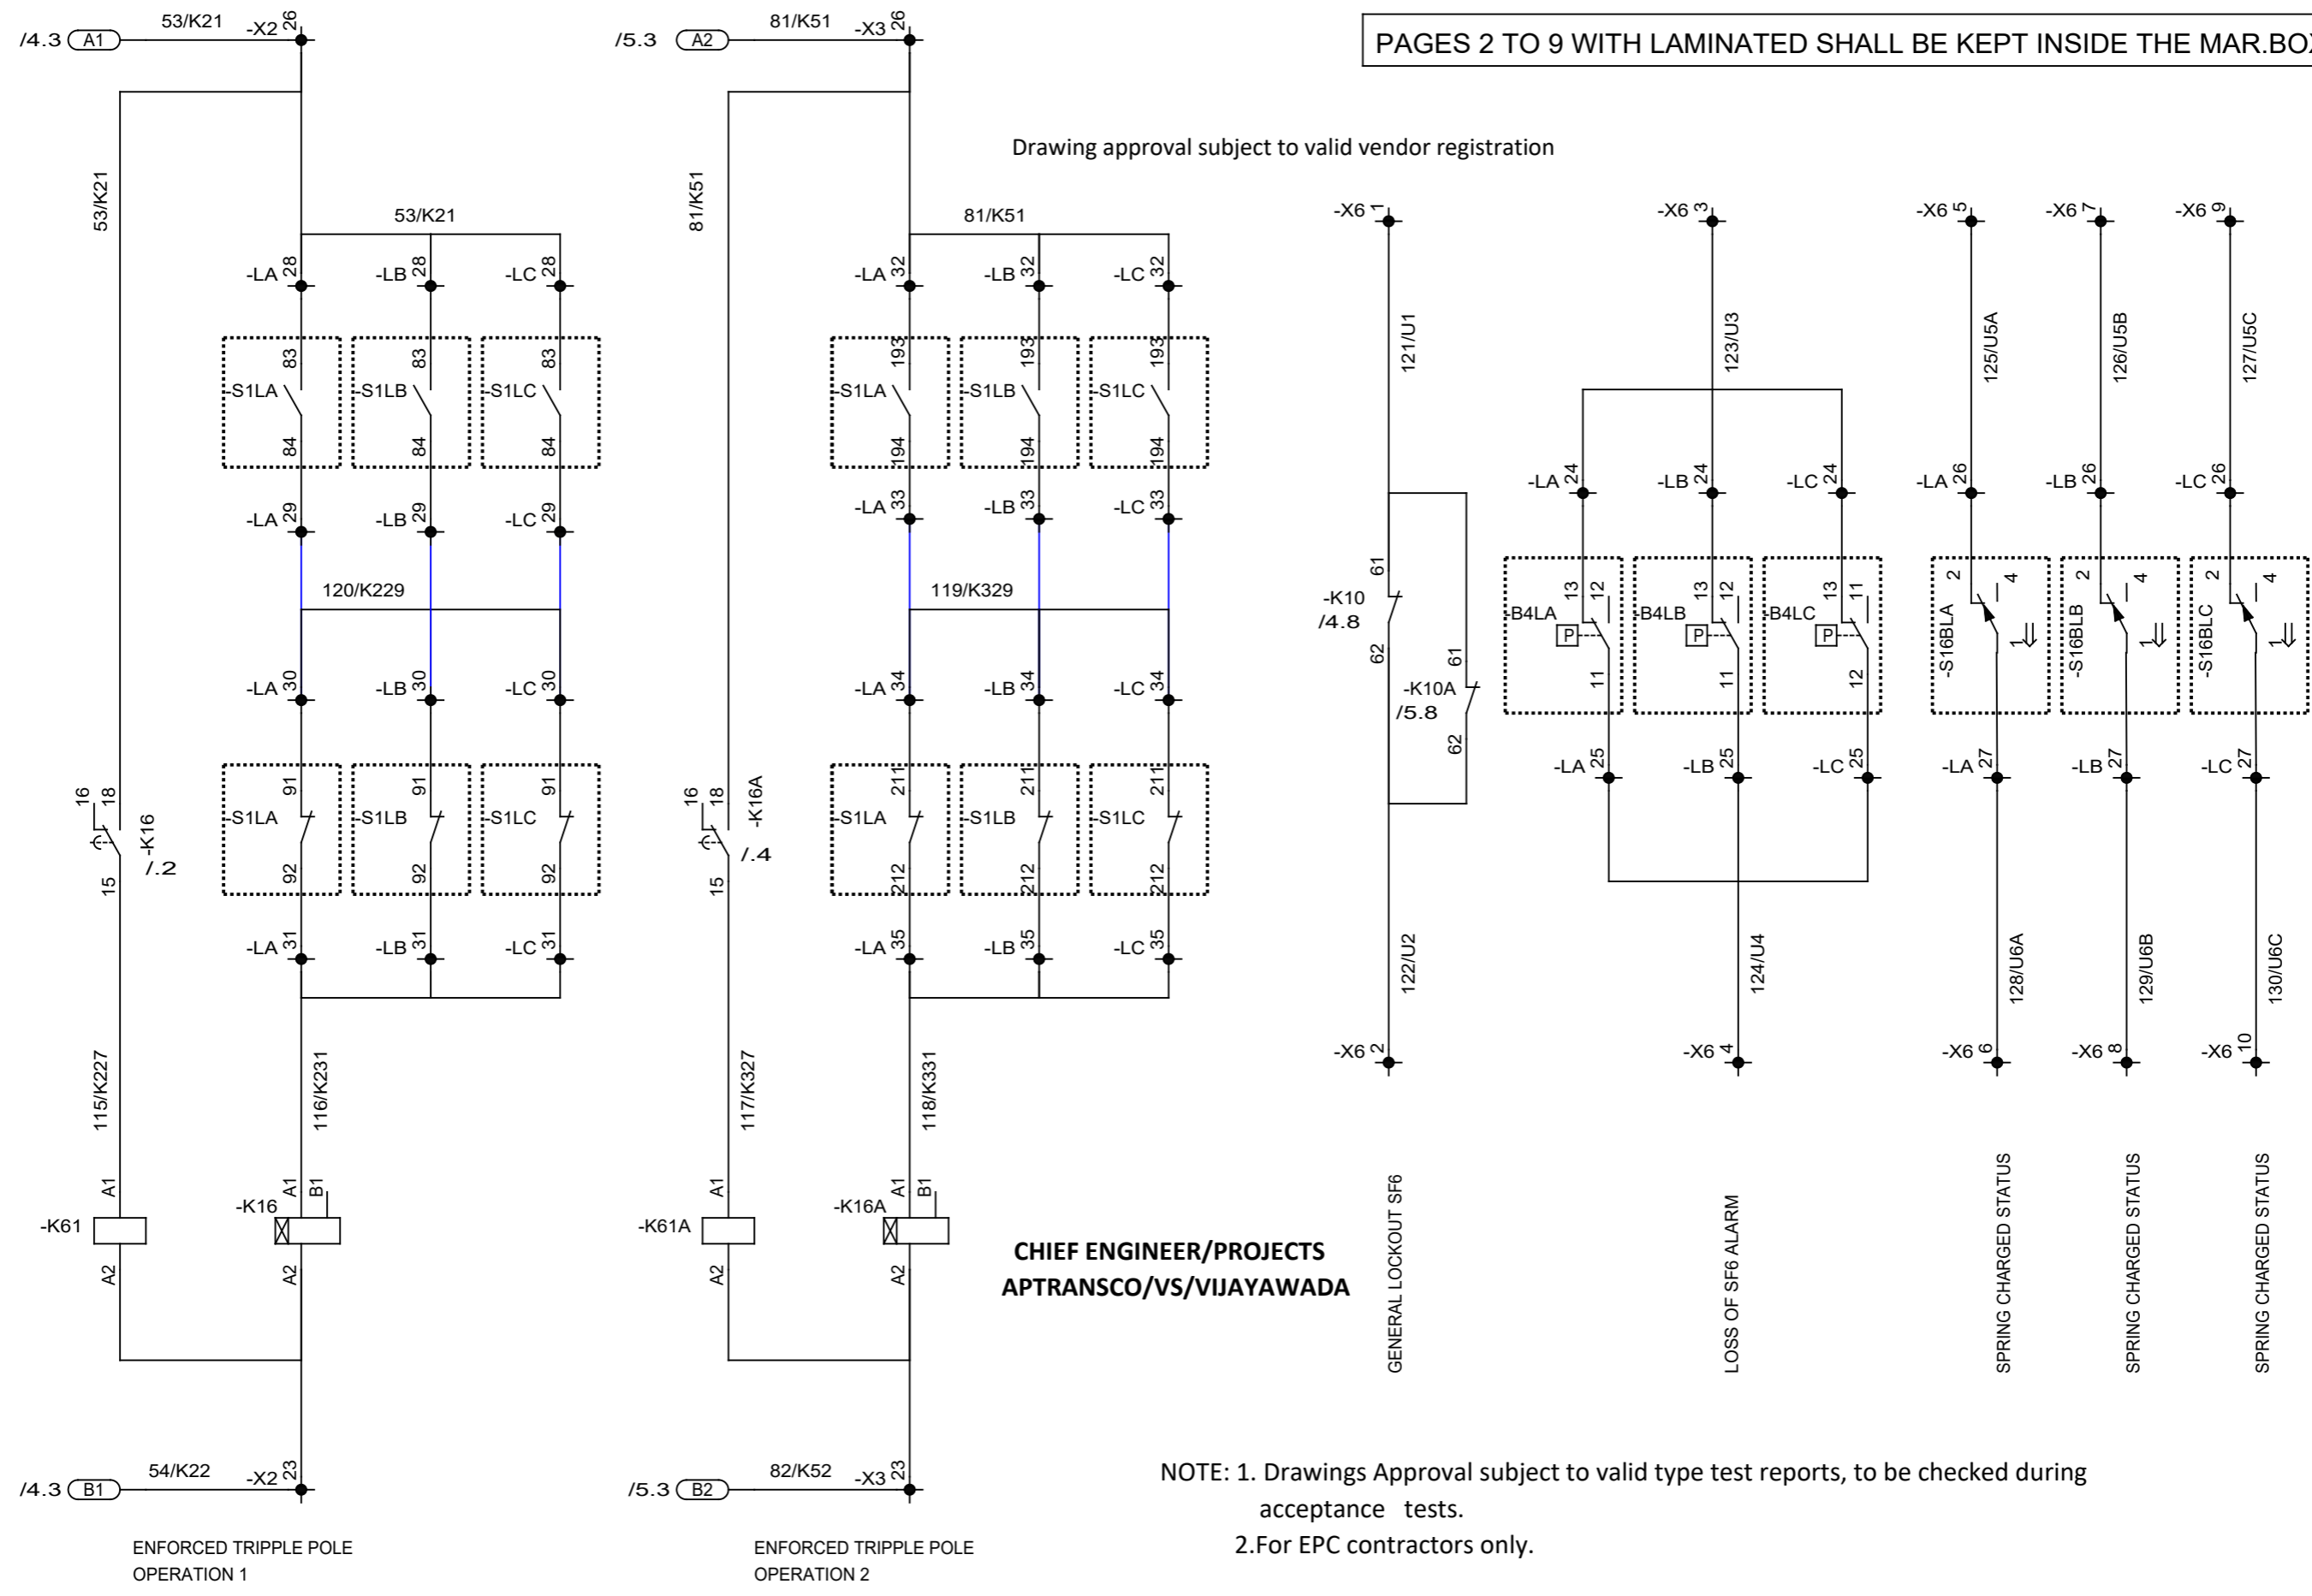 PAGES 2 TO 9 WITH LAMINATED SHALL BE KEPT INSIDE THE MAR.BOX
/4.3 A1 53/K21 -X2 26
/5.3 A2 81/K51 -X3 26
Drawing approval subject to valid vendor registration
53/K21 53/K21
81/K51 81/K51
-X6 1 -X6 3 -X6 5 -X6 7 -X6 9
-LA 28 -LB 28 -LC 28
-LA 32 -LB 32 -LC 32
121/U1 123/U3 125/U5A 126/U5B 127/U5C
83 83 83
193 193 193
-S1LA -S1LB -S1LC
-S1LA -S1LB -S1LC
84 84 84
194 194 194
-LA 24 -LB 24 -LC 24
-LA 26 -LB 26 -LC 26
-LA 29 -LB 29 -LC 29
-LA 33 -LB 33 -LC 33
120/K229
119/K329
61
-K10
/4.8
62
61
-K10A
/5.8
62
13 12 13 12 13 11
-B4LA P -B4LB P -B4LC P
11 11 12
2 4 2 4 2 4
-S16BLA 1 -S16BLB 1 -S16BLC 1
-LA 30 -LB 30 -LC 30
-LA 34 -LB 34 -LC 34
-LA 25 -LB 25 -LC 25
-LA 27 -LB 27 -LC 27
16 18
-K16
/.2
15
91 91 91
-S1LA -S1LB -S1LC
92 92 92
16 18
-K16A
/.4
15
211 211 211
-S1LA -S1LB -S1LC
212 212 212
-LA 31 -LB 31 -LC 31
-LA 35 -LB 35 -LC 35
122/U2 124/U4 128/U6A 129/U6B 130/U6C
-X6 2 -X6 4 -X6 6 -X6 8 -X6 10
115/K227 116/K231
117/K327 118/K331
A1 A1 B1
-K61 -K16
A2 A2
A1 A1 B1
-K61A -K16A
A2 A2
CHIEF ENGINEER/PROJECTS
APTRANSCO/VS/VIJAYAWADA
GENERAL LOCKOUT SF6
LOSS OF SF6 ALARM
SPRING CHARGED STATUS
SPRING CHARGED STATUS
SPRING CHARGED STATUS
/4.3 B1 54/K22 -X2 23
/5.3 B2 82/K52 -X3 23
NOTE: 1. Drawings Approval subject to valid type test reports, to be checked during
acceptance tests.
2.For EPC contractors only.
ENFORCED TRIPPLE POLE
OPERATION 1
ENFORCED TRIPPLE POLE
OPERATION 2